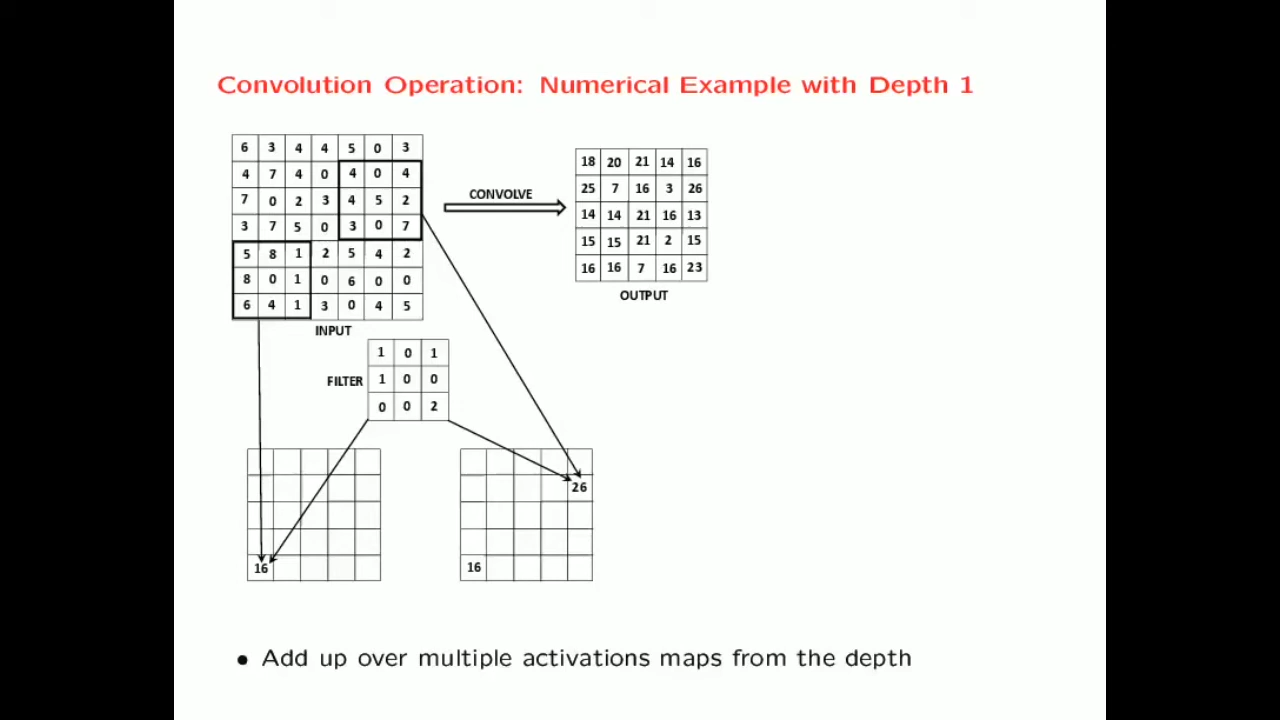 Convolution Operation: Numerical Example with Depth 1
6 3 4 4 5 0 3
4 7 4 0 4 0 4
7 0 2 3 4 5 2
3 7 5 0 3 0 7
5 8 1 2 5 4 2
8 0 1 0 6 0 0
6 4 1 3 0 4 5
INPUT
CONVOLVE
18 20 21 14 16
25 7 16 3 26
14 14 21 16 13
15 15 21 2 15
16 16 7 16 23
OUTPUT
FILTER
1 0 1
1 0 0
0 0 2
16
26
16
• Add up over multiple activations maps from the depth